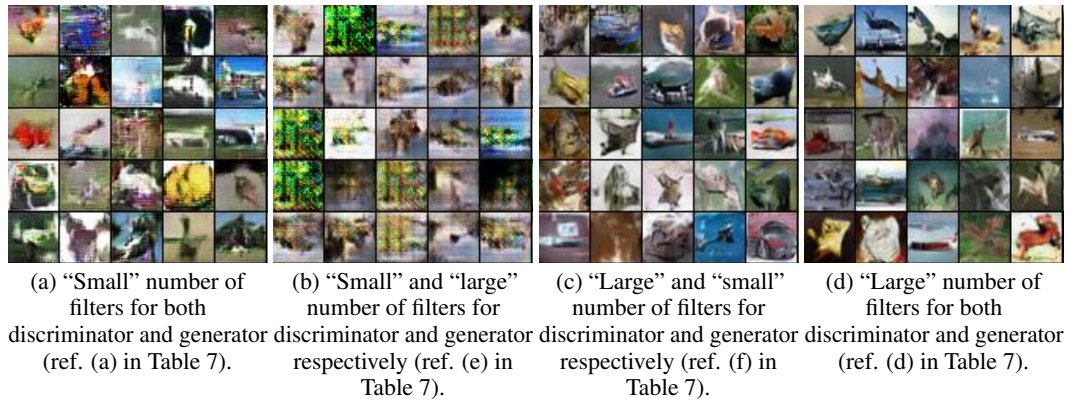 (a) “Small” number of
filters for both
discriminator and generator
(ref. (a) in Table 7).
(b) “Small” and “large”
number of filters for
discriminator and generator
respectively (ref. (e) in
Table 7).
(c) “Large” and “small”
number of filters for
discriminator and generator
respectively (ref. (f) in
Table 7).
(d) “Large” number of
filters for both
discriminator and generator
(ref. (d) in Table 7).